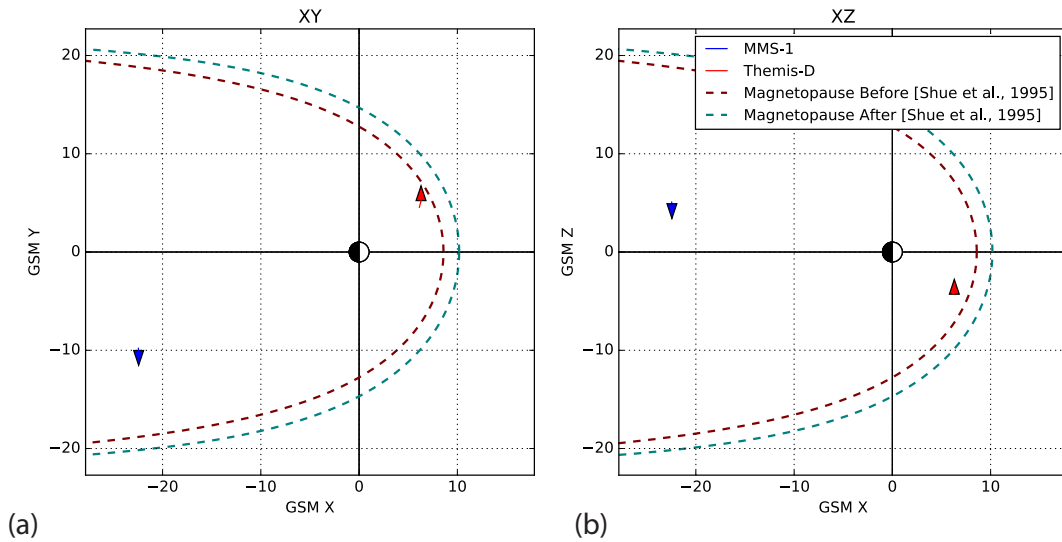 XY
20
10
0
−10
−20
GSM Y
−20
−10
0
10
GSM X
(a)
XZ
MMS-1
Themis-D
Magnetopause Before [Shue et al., 1995]
Magnetopause After [Shue et al., 1995]
20
10
0
−10
−20
GSM Z
−20
−10
0
10
GSM X
(b)